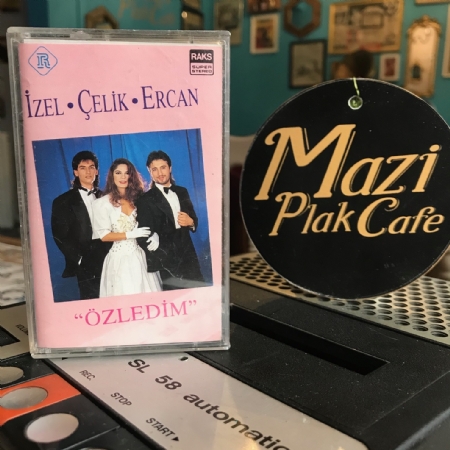 R
RAKS
SUPER
STEREO
İZEL • ÇELİK • ERCAN
"ÖZLEDİM"
Mazi
Plak Cafe
SL 58 automatic
REC.
STOP
START